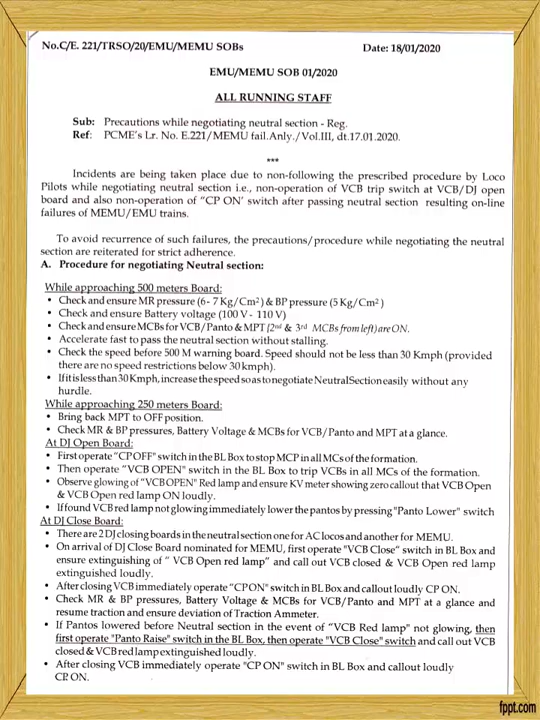 No.C/E. 221/TRSO/20/EMU/MEMU SOBs Date: 18/01/2020
EMU/MEMU SOB 01/2020
ALL RUNNING STAFF
Sub: Precautions while negotiating neutral section - Reg.
Ref: PCME's Lr. No. E.221/MEMU fail.Anly./Vol.III, dt.17.01.2020.
***
Incidents are being taken place due to non-following the prescribed procedure by Loco
Pilots while negotiating neutral section i.e., non-operation of VCB trip switch at VCB/DJ open
board and also non-operation of "CP ON' switch after passing neutral section resulting on-line
failures of MEMU/EMU trains.
To avoid recurrence of such failures, the precautions/procedure while negotiating the neutral
section are reiterated for strict adherence.
A. Procedure for negotiating Neutral section:
While approaching 500 meters Board:
• Check and ensure MR pressure (6- 7 Kg/Cm²) & BP pressure (5 Kg/Cm²)
• Check and ensure Battery voltage (100 V - 110 V)
• Check and ensure MCBs for VCB/Panto & MPT (2nd & 3rd MCBs from left) are ON.
• Accelerate fast to pass the neutral section without stalling.
• Check the speed before 500 M warning board. Speed should not be less than 30 Kmph (provided
there are no speed restrictions below 30 kmph).
• If it is less than 30 Kmph, increase the speed so as to negotiate Neutral Section easily without any
hurdle.
While approaching 250 meters Board:
• Bring back MPT to OFF position.
• Check MR & BP pressures, Battery Voltage & MCBs for VCB/Panto and MPT at a glance.
At DJ Open Board:
• First operate "CP OFF" switch in the BL Box to stop MCP in all MCs of the formation.
• Then operate "VCB OPEN" switch in the BL Box to trip VCBs in all MCs of the formation.
• Observe glowing of "VCB OPEN" Red lamp and ensure KV meter showing zero callout that VCB Open
& VCB Open red lamp ON loudly.
• If found VCB red lamp not glowing immediately lower the pantos by pressing "Panto Lower" switch
At DJ Close Board:
• There are 2 DJ closing boards in the neutral section one for AC locos and another for MEMU.
• On arrival of DJ Close Board nominated for MEMU, first operate "VCB Close" switch in BL Box and
ensure extinguishing of " VCB Open red lamp" and call out VCB closed & VCB Open red lamp
extinguished loudly.
• After closing VCB immediately operate "CP ON" switch in BL Box and callout loudly CP ON.
• Check MR & BP pressures, Battery Voltage & MCBs for VCB/Panto and MPT at a glance and
resume traction and ensure deviation of Traction Ammeter.
• If Pantos lowered before Neutral section in the event of "VCB Red lamp" not glowing, then
first operate "Panto Raise" switch in the BL Box, then operate "VCB Close" switch and call out VCB
closed & VCB red lamp extinguished loudly.
• After closing VCB immediately operate "CP ON" switch in BL Box and callout loudly
CP ON.
fppt.com